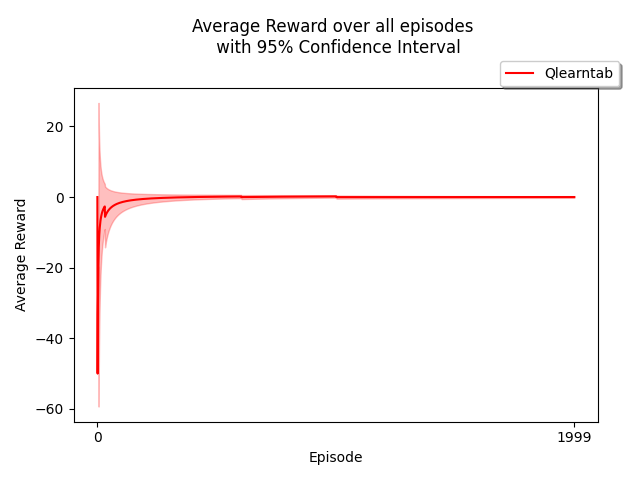 Average Reward over all episodes
with 95% Confidence Interval
Qlearntab
20
0
−20
−40
−60
Average Reward
0
1999
Episode